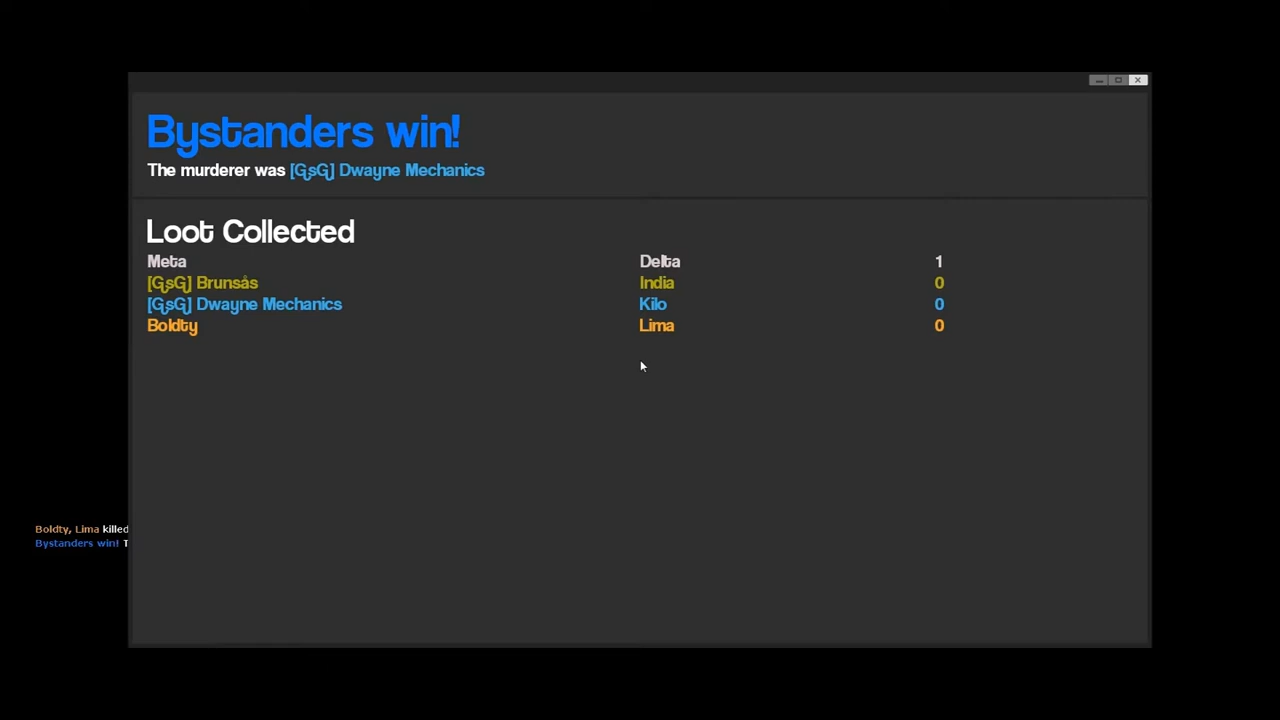 Bystanders win!
The murderer was [GsG] Dwayne Mechanics
Loot Collected
Meta Delta 1
[GsG] Brunsås India 0
[GsG] Dwayne Mechanics Kilo 0
Boldty Lima 0
Boldty, Lima killed
Bystanders win! T